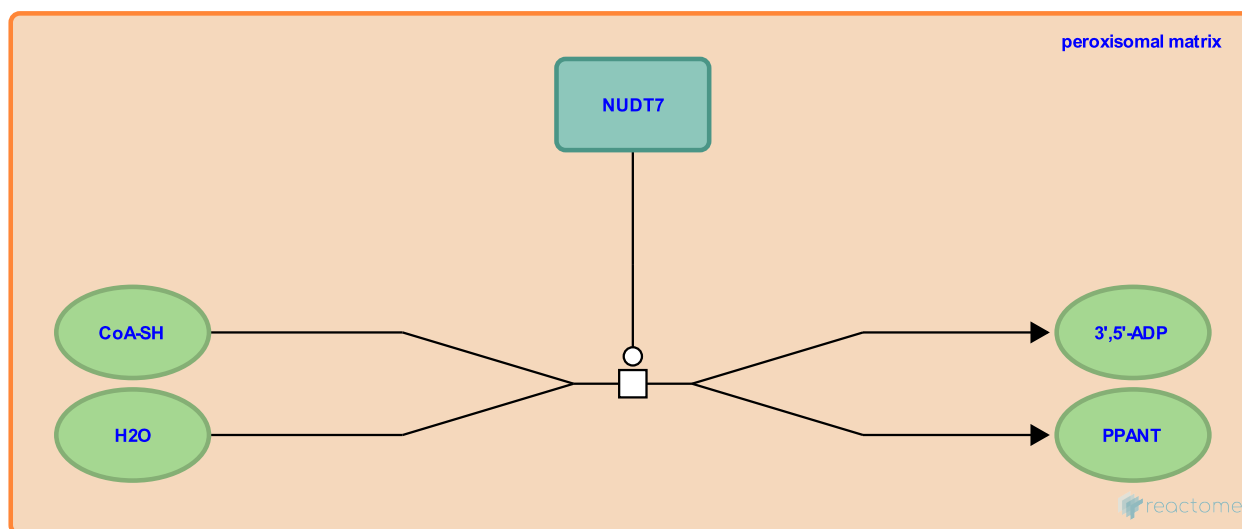 peroxisomal matrix
NUDT7
CoA-SH
3',5'-ADP
H2O
PPANT
reactome